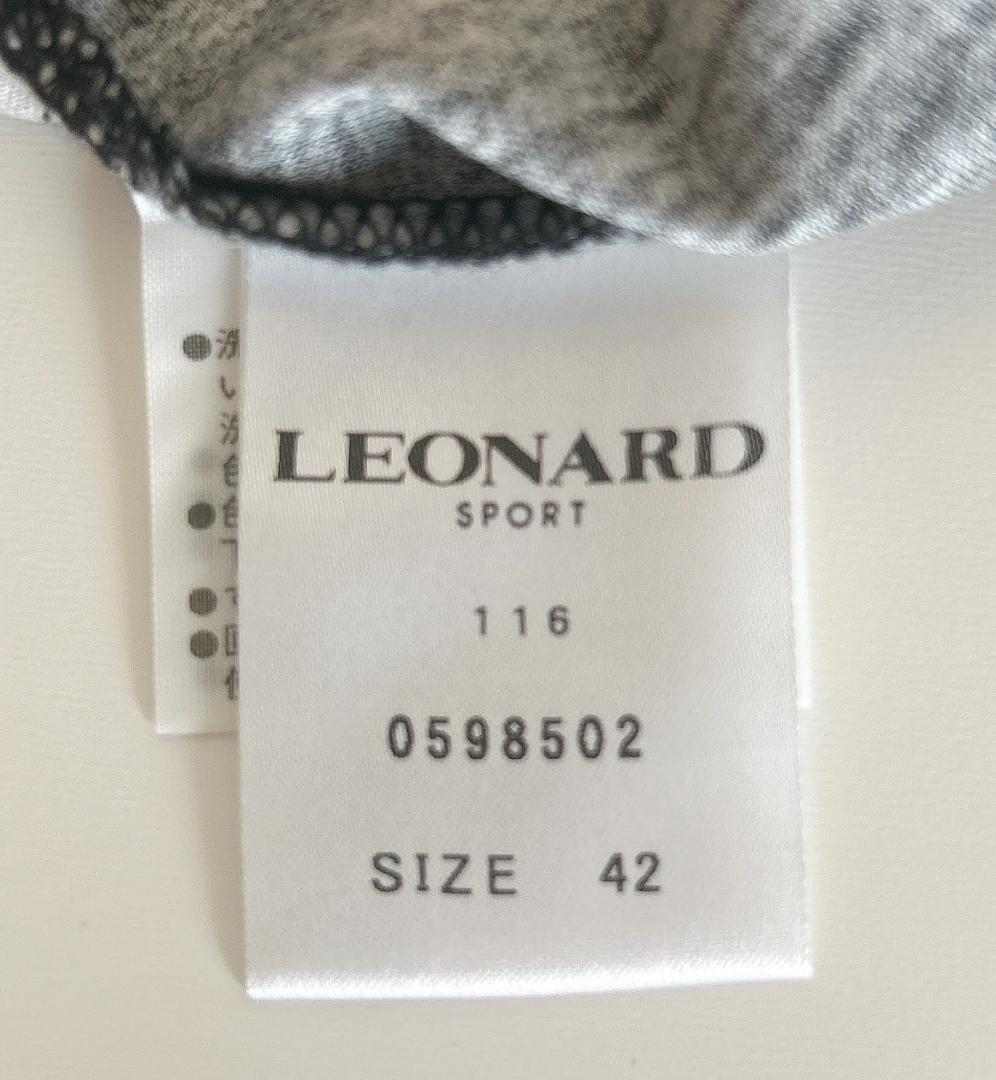 LEONARD
SPORT
116
0598502
SIZE 42